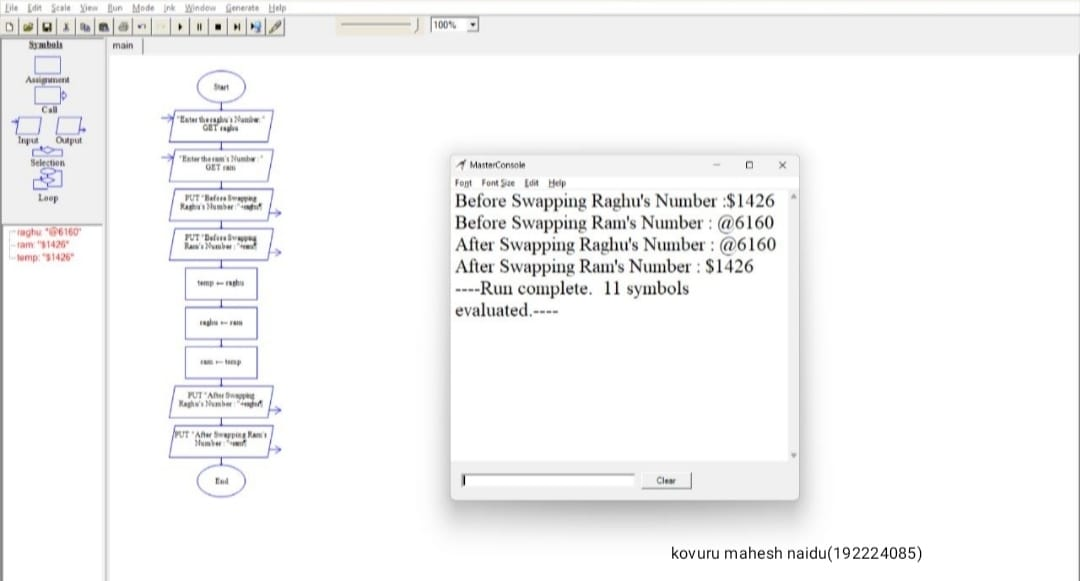 File Edit Scale View Run Mode Ink Window Generate Help
100%
Symbols
main
Assignment
Call
Input Output
Selection
Loop
raghu: "@6160"
ram: "$1426"
temp: "$1426"
Start
"Enter the raghu's Number: "
GET raghu
"Enter the ram's Number : "
GET ram
PUT "Before Swapping
Raghu's Number :"+raghu¶
PUT "Before Swapping
Ram's Number : "+ram¶
temp ← raghu
raghu ← ram
ram ← temp
PUT "After Swapping
Raghu's Number : "+raghu¶
PUT "After Swapping Ram's
Number : "+ram¶
End
MasterConsole
Font Font Size Edit Help
Before Swapping Raghu's Number :$1426
Before Swapping Ram's Number : @6160
After Swapping Raghu's Number : @6160
After Swapping Ram's Number : $1426
----Run complete. 11 symbols
evaluated.----
Clear
kovuru mahesh naidu(192224085)